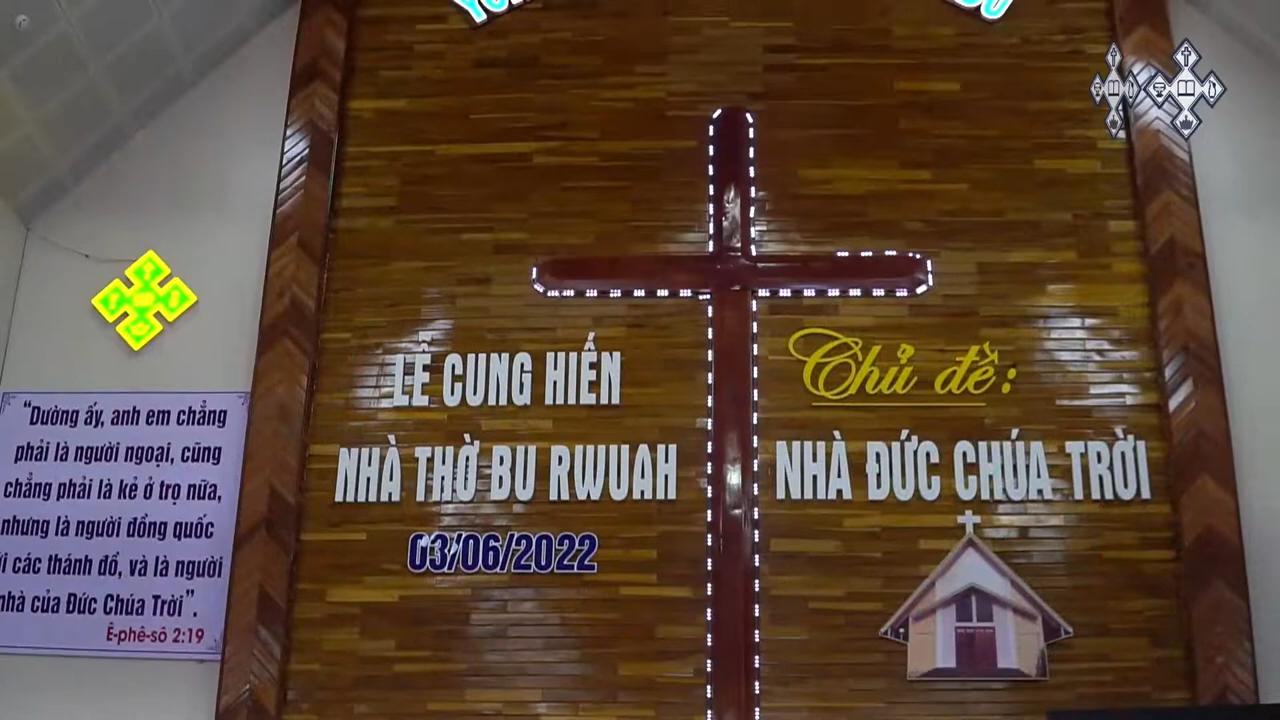 LỄ CUNG HIẾN
NHÀ THỜ BU RWUAH
03/06/2022
Chủ đề:
NHÀ ĐỨC CHÚA TRỜI
“Dường ấy, anh em chẳng
phải là người ngoại, cũng
chẳng phải là kẻ ở trọ nữa,
nhưng là người đồng quốc
các thánh đồ, và là người
nhà của Đức Chúa Trời”.
Ê-phê-sô 2:19